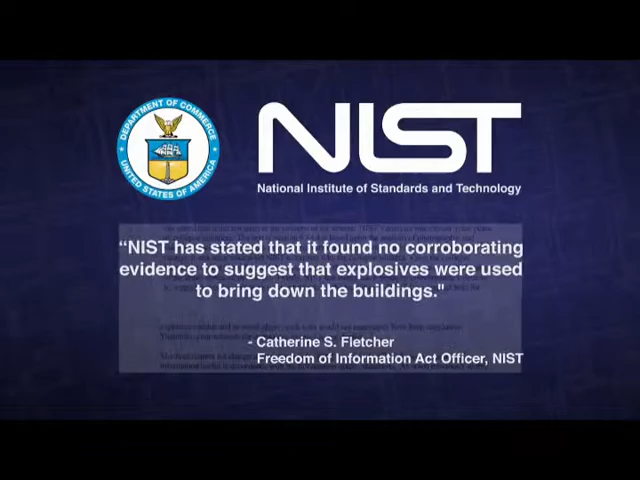 DEPARTMENT OF COMMERCE
UNITED STATES OF AMERICA
NIST
National Institute of Standards and Technology
“NIST has stated that it found no corroborating
evidence to suggest that explosives were used
to bring down the buildings."
- Catherine S. Fletcher
Freedom of Information Act Officer, NIST